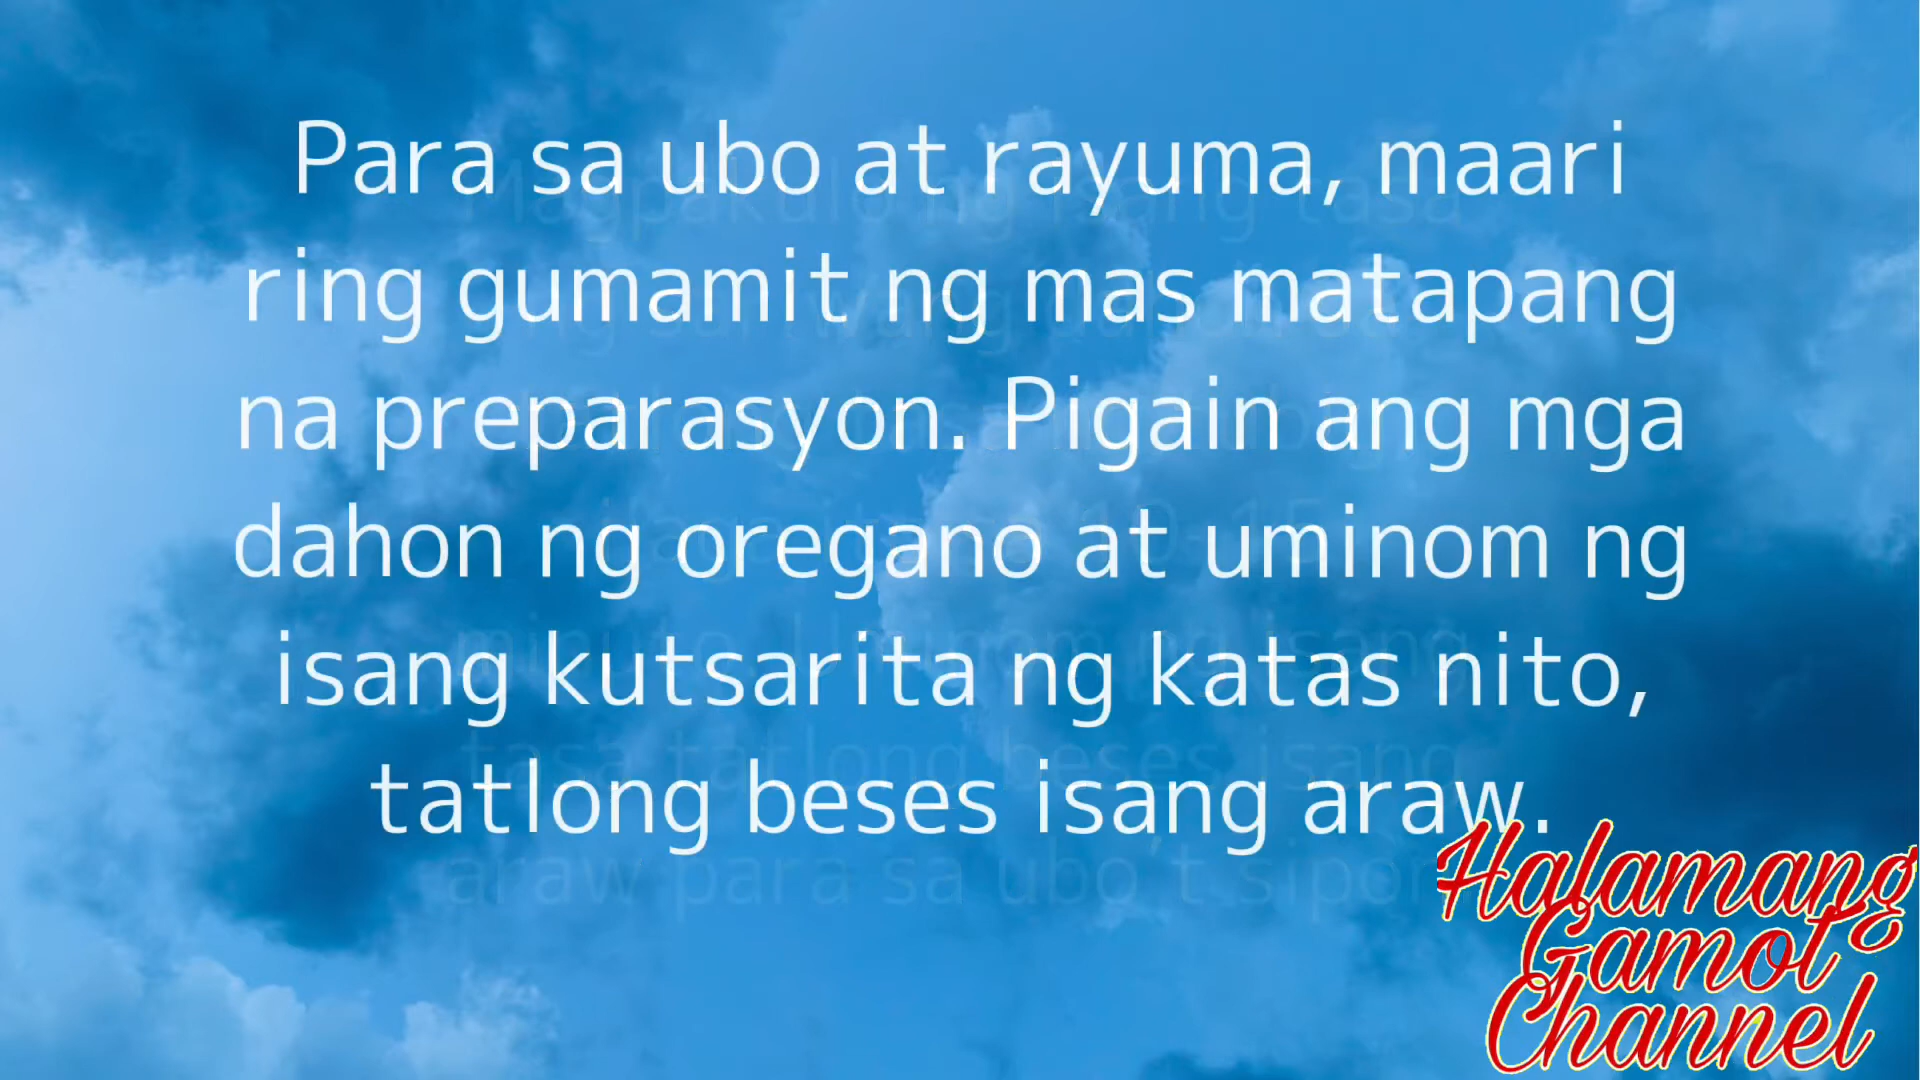 Para sa ubo at rayuma, maari
ring gumamit ng mas matapang
na preparasyon. Pigain ang mga
dahon ng oregano at uminom ng
isang kutsarita ng katas nito,
tatlong beses isang araw.
Halamang
Gamot
Channel